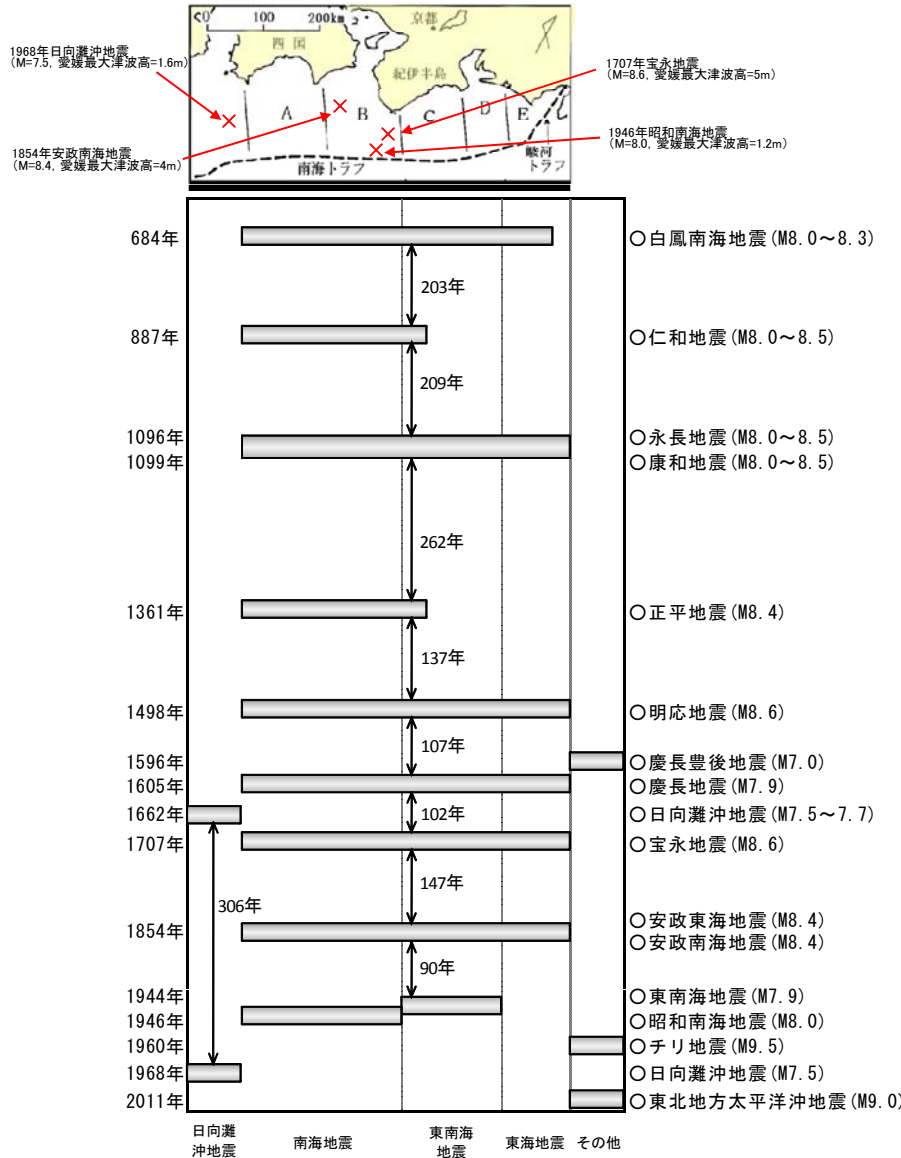 0 100 200km
京都
四国
紀伊半島
A B C D E
南海トラフ
駿河
トラフ
1968年日向灘沖地震
(M=7.5, 愛媛最大津波高=1.6m)
1854年安政南海地震
(M=8.4, 愛媛最大津波高=4m)
1707年宝永地震
(M=8.6, 愛媛最大津波高=5m)
1946年昭和南海地震
(M=8.0, 愛媛最大津波高=1.2m)
684年 ○白鳳南海地震(M8.0～8.3)
203年
887年 ○仁和地震(M8.0～8.5)
209年
1096年 ○永長地震(M8.0～8.5)
1099年 ○康和地震(M8.0～8.5)
262年
1361年 ○正平地震(M8.4)
137年
1498年 ○明応地震(M8.6)
107年
1596年 ○慶長豊後地震(M7.0)
1605年 ○慶長地震(M7.9)
102年
1662年 ○日向灘沖地震(M7.5～7.7)
1707年 ○宝永地震(M8.6)
147年
306年
1854年 ○安政東海地震(M8.4)
○安政南海地震(M8.4)
90年
1944年 ○東南海地震(M7.9)
1946年 ○昭和南海地震(M8.0)
1960年 ○チリ地震(M9.5)
1968年 ○日向灘沖地震(M7.5)
2011年 ○東北地方太平洋沖地震(M9.0)
日向灘
沖地震
南海地震
東南海
地震
東海地震
その他